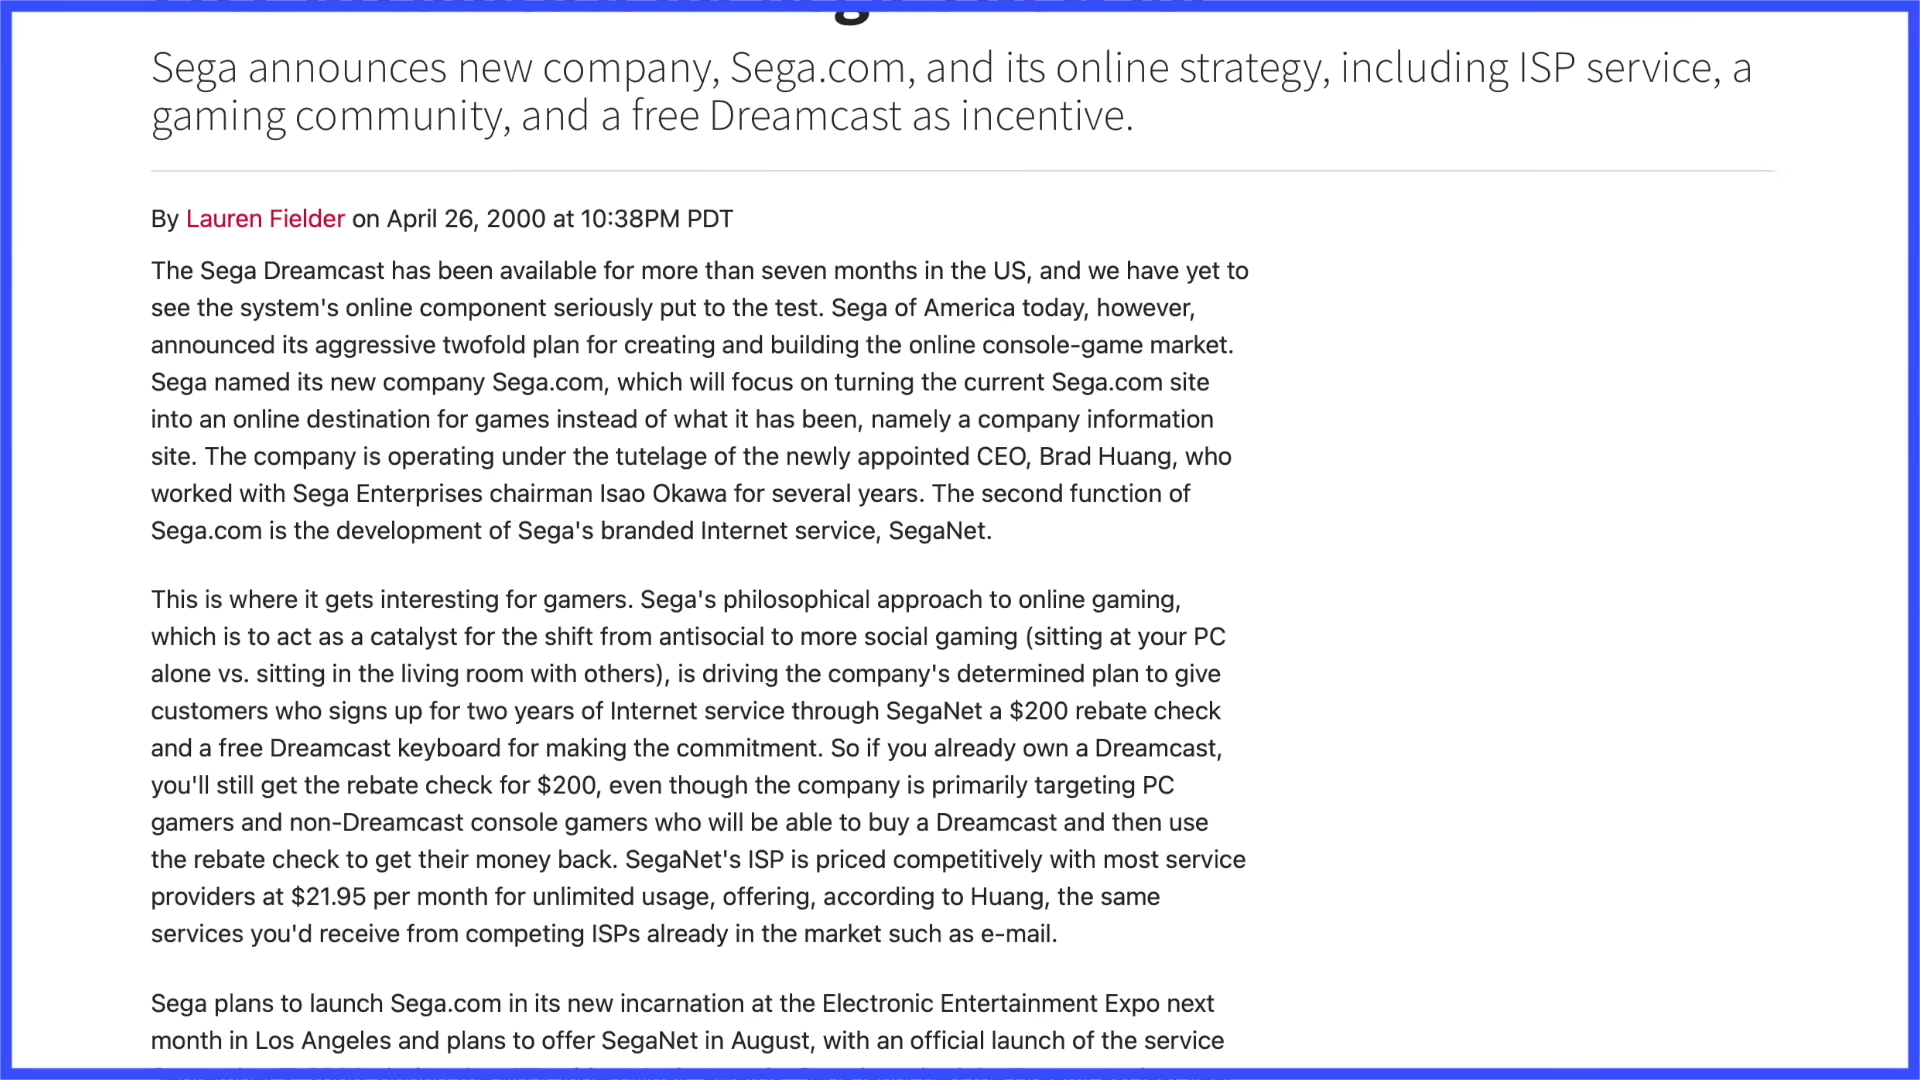 Sega announces new company, Sega.com, and its online strategy, including ISP service, a
gaming community, and a free Dreamcast as incentive.
By Lauren Fielder on April 26, 2000 at 10:38PM PDT
The Sega Dreamcast has been available for more than seven months in the US, and we have yet to
see the system's online component seriously put to the test. Sega of America today, however,
announced its aggressive twofold plan for creating and building the online console-game market.
Sega named its new company Sega.com, which will focus on turning the current Sega.com site
into an online destination for games instead of what it has been, namely a company information
site. The company is operating under the tutelage of the newly appointed CEO, Brad Huang, who
worked with Sega Enterprises chairman Isao Okawa for several years. The second function of
Sega.com is the development of Sega's branded Internet service, SegaNet.
This is where it gets interesting for gamers. Sega's philosophical approach to online gaming,
which is to act as a catalyst for the shift from antisocial to more social gaming (sitting at your PC
alone vs. sitting in the living room with others), is driving the company's determined plan to give
customers who signs up for two years of Internet service through SegaNet a $200 rebate check
and a free Dreamcast keyboard for making the commitment. So if you already own a Dreamcast,
you'll still get the rebate check for $200, even though the company is primarily targeting PC
gamers and non-Dreamcast console gamers who will be able to buy a Dreamcast and then use
the rebate check to get their money back. SegaNet's ISP is priced competitively with most service
providers at $21.95 per month for unlimited usage, offering, according to Huang, the same
services you'd receive from competing ISPs already in the market such as e-mail.
Sega plans to launch Sega.com in its new incarnation at the Electronic Entertainment Expo next
month in Los Angeles and plans to offer SegaNet in August, with an official launch of the service